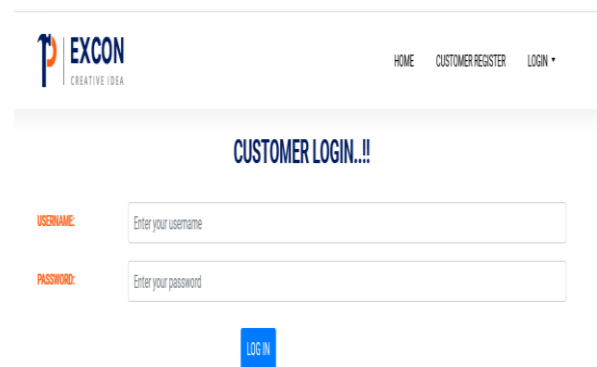 EXCON
CREATIVE IDEA
HOME CUSTOMER REGISTER LOGIN
CUSTOMER LOGIN..!!
USERNAME: Enter your username
PASSWORD: Enter your password
LOG IN